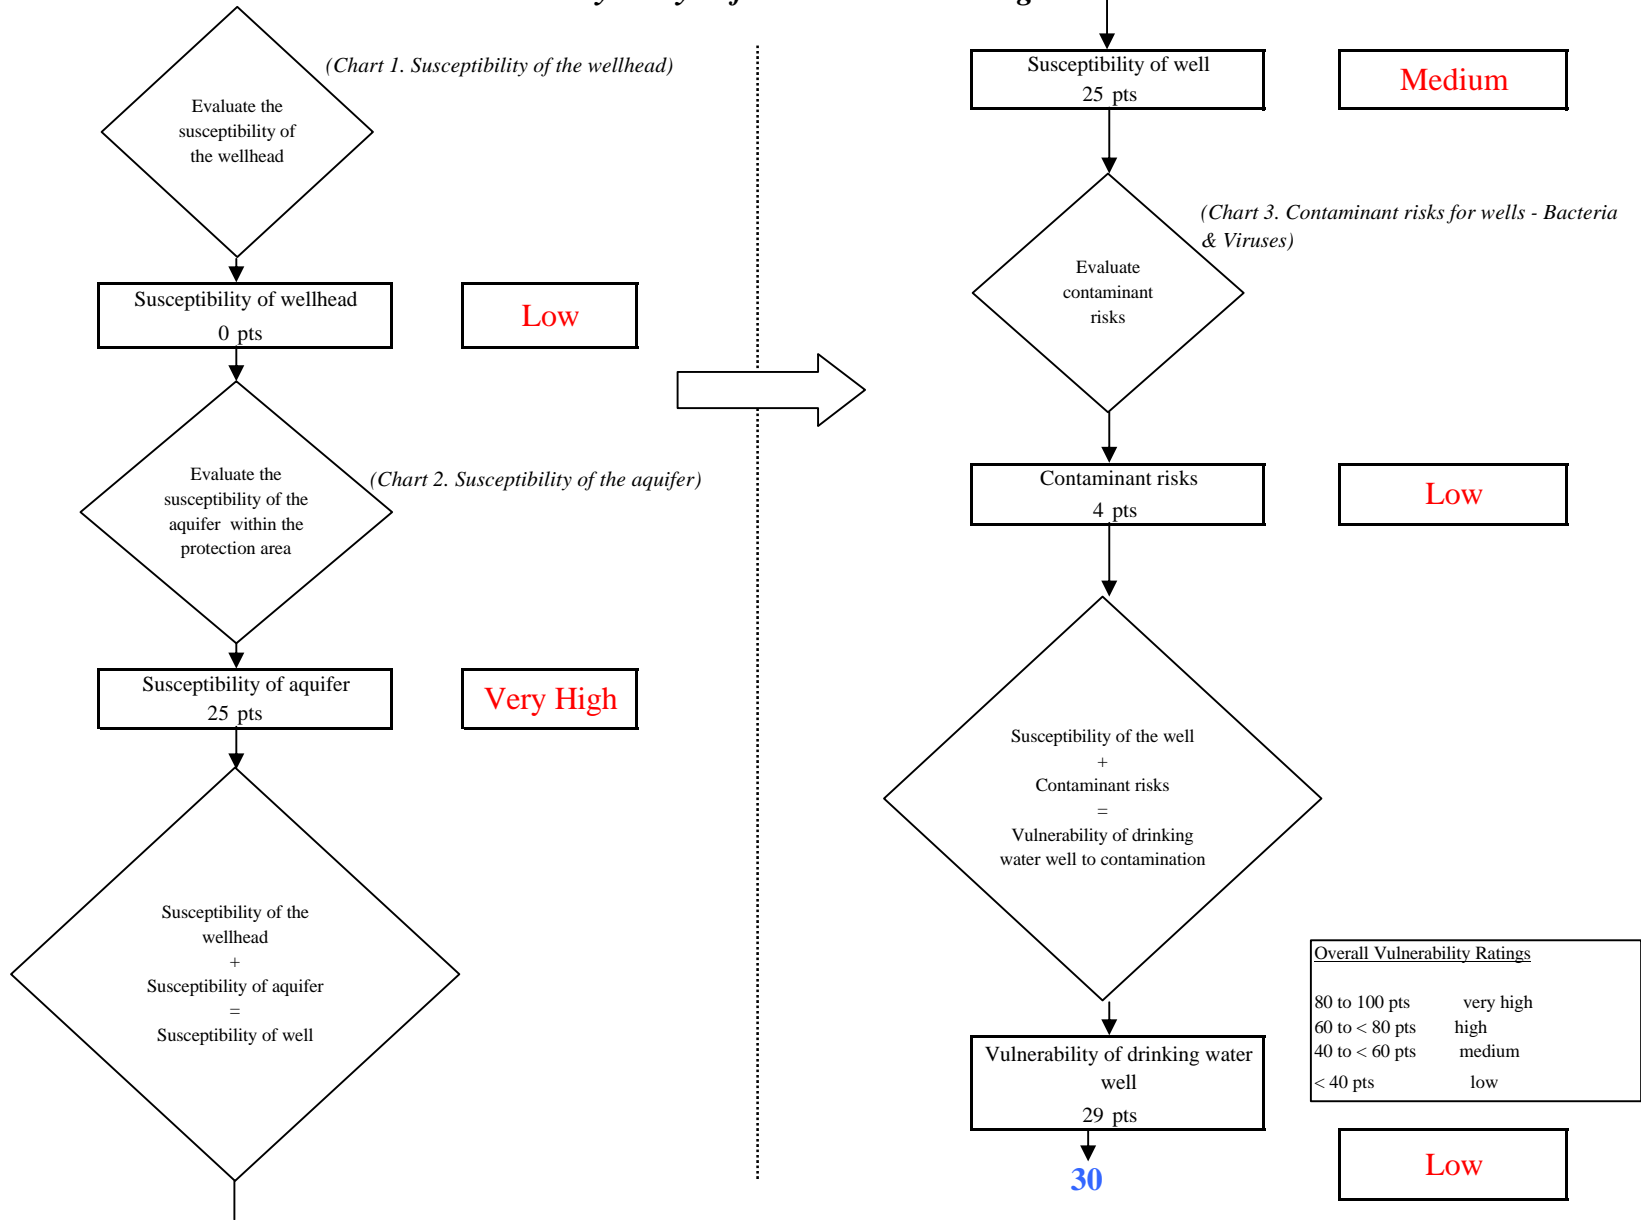 (Chart 1. Susceptibility of the wellhead)
Evaluate the
susceptibility of
the wellhead
Susceptibility of wellhead
0 pts
Low
Evaluate the
susceptibility of the
aquifer within the
protection area
(Chart 2. Susceptibility of the aquifer)
Susceptibility of aquifer
25 pts
Very High
Susceptibility of the
wellhead
+
Susceptibility of aquifer
=
Susceptibility of well
Susceptibility of well
25 pts
Medium
(Chart 3. Contaminant risks for wells - Bacteria
& Viruses)
Evaluate
contaminant
risks
Contaminant risks
4 pts
Low
Susceptibility of the well
+
Contaminant risks
=
Vulnerability of drinking
water well to contamination
Overall Vulnerability Ratings
80 to 100 pts very high
60 to < 80 pts high
40 to < 60 pts medium
< 40 pts low
Vulnerability of drinking water
well
29 pts
30
Low